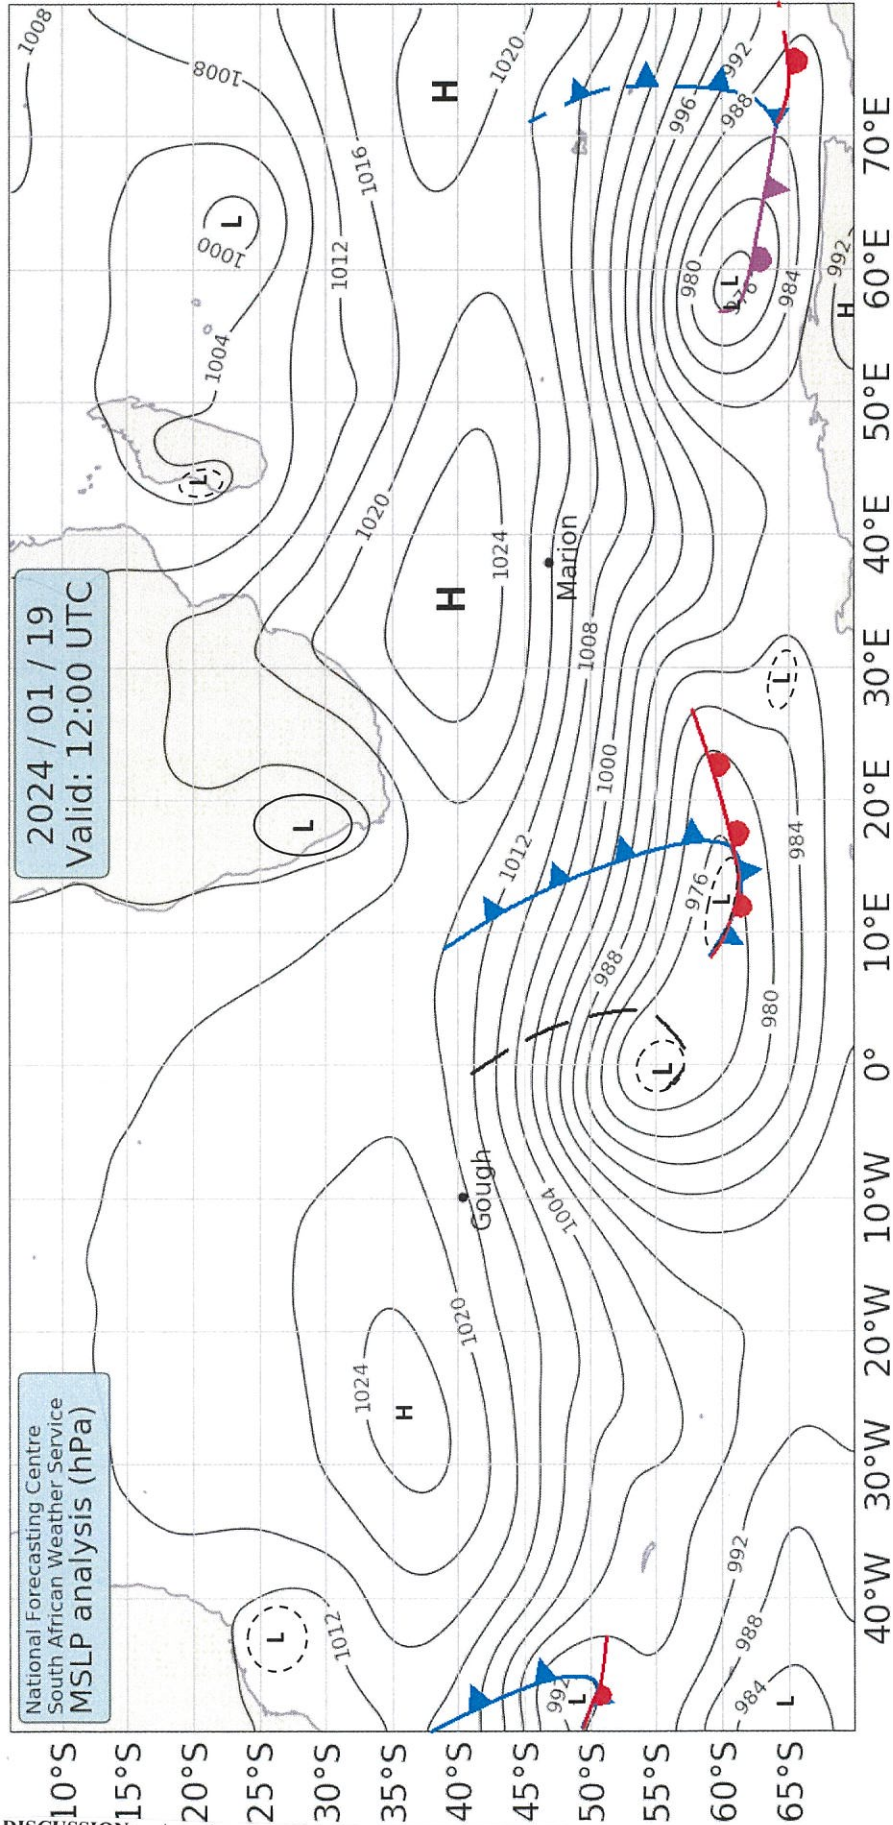 2024 / 01 / 19
Valid: 12:00 UTC
National Forecasting Centre
South African Weather Service
MSLP analysis (hPa)
1008
1008
1020
H
992
996
988
1016
L
1000
1012
980
L
L
976
984
992
H
1004
L
1020
H
1024
Marion
1008
L
L
1000
1012
976
L
984
988
980
L
Gough
1004
1020
1024
H
L
1012
992
L
992
988
984
L
10°S
15°S
20°S
25°S
30°S
35°S
40°S
45°S
50°S
55°S
60°S
65°S
40°W
30°W
20°W
10°W
0°
10°E
20°E
30°E
40°E
50°E
60°E
70°E
DISCUSSION